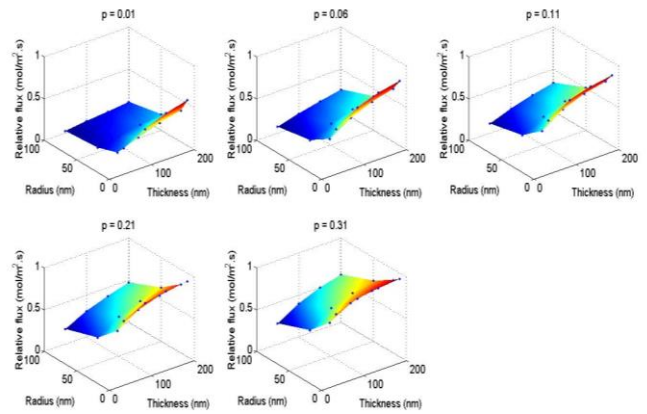 p = 0.01
Relative flux (mol/m².s)
1
0.5
0
100
50
0
Radius (nm)
0
100
200
Thickness (nm)
p = 0.06
Relative flux (mol/m².s)
1
0.5
0
100
50
0
Radius (nm)
0
100
200
Thickness (nm)
p = 0.11
Relative flux (mol/m².s)
1
0.5
0
100
50
0
Radius (nm)
0
100
200
Thickness (nm)
p = 0.21
Relative flux (mol/m².s)
1
0.5
0
100
50
0
Radius (nm)
0
100
200
Thickness (nm)
p = 0.31
Relative flux (mol/m².s)
1
0.5
0
100
50
0
Radius (nm)
0
100
200
Thickness (nm)